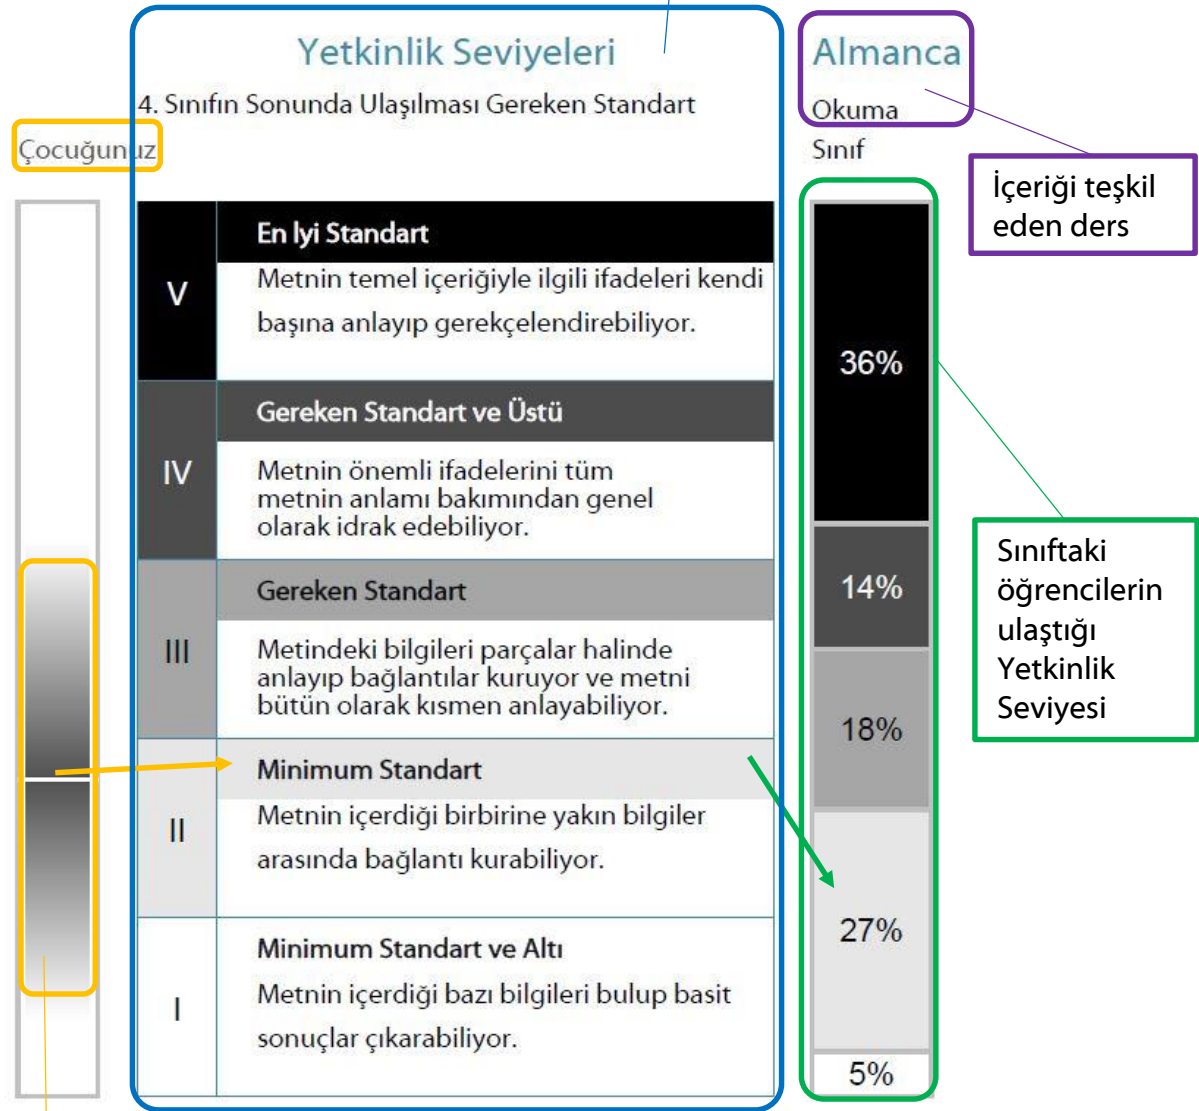 Yetkinlik Seviyeleri
4. Sınıfın Sonunda Ulaşılması Gereken Standart
Çocuğunuz
Almanca
Okuma
Sınıf
İçeriği teşkil
eden ders
V
En İyi Standart
Metnin temel içeriğiyle ilgili ifadeleri kendi
başına anlayıp gerekçelendirebiliyor.
36%
IV
Gereken Standart ve Üstü
Metnin önemli ifadelerini tüm
metnin anlamı bakımından genel
olarak idrak edebiliyor.
14%
Sınıftaki
öğrencilerin
ulaştığı
Yetkinlik
Seviyesi
III
Gereken Standart
Metindeki bilgileri parçalar halinde
anlayıp bağlantılar kuruyor ve metni
bütün olarak kısmen anlayabiliyor.
18%
II
Minimum Standart
Metnin içerdiği birbirine yakın bilgiler
arasında bağlantı kurabiliyor.
27%
I
Minimum Standart ve Altı
Metnin içerdiği bazı bilgileri bulup basit
sonuçlar çıkarabiliyor.
5%